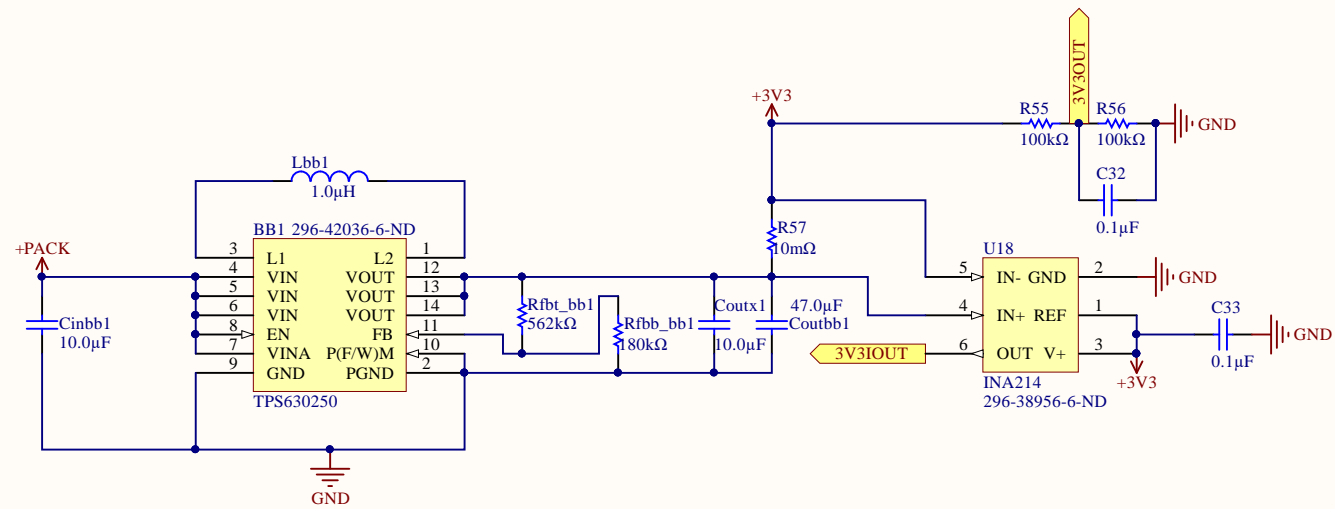 3V3OUT
+3V3
R55
R56
100kΩ
100kΩ
GND
Lbb1
1.0µH
C32
0.1µF
BB1 296-42036-6-ND
R57
10mΩ
U18
+PACK
3 L1 L2 1
4 VIN VOUT 12
5 VIN VOUT 13
6 VIN VOUT 14
8 EN FB 11
7 VINA P(F/W)M 10
9 GND PGND 2
TPS630250
Cinbb1
10.0µF
Rfbt_bb1
562kΩ
Rfbb_bb1
180kΩ
Coutx1
10.0µF
47.0µF
Coutbb1
5 IN- GND 2
4 IN+ REF 1
6 OUT V+ 3
GND
3V3IOUT
C33
0.1µF
GND
+3V3
INA214
296-38956-6-ND
GND